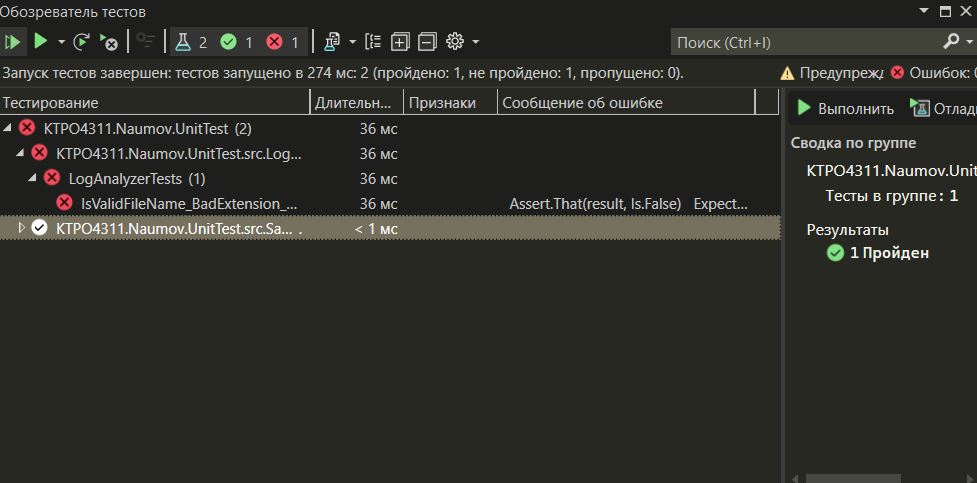 Обозреватель тестов
2 1 1 Поиск (Ctrl+I)
Запуск тестов завершен: тестов запущено в 274 мс: 2 (пройдено: 1, не пройдено: 1, пропущено: 0). Предупрежд Ошибок: 0
Тестирование Длительн... Признаки Сообщение об ошибке
Выполнить Отлад
KTPO4311.Naumov.UnitTest (2) 36 мс
Сводка по группе
KTPO4311.Naumov.UnitTest.src.Log... 36 мс
KTPO4311.Naumov.Unit
LogAnalyzerTests (1) 36 мс
Тесты в группе: 1
IsValidFileName_BadExtension_... 36 мс Assert.That(result, Is.False) Expect...
KTPO4311.Naumov.UnitTest.src.Sa... . < 1 мс
Результаты
1 Пройден